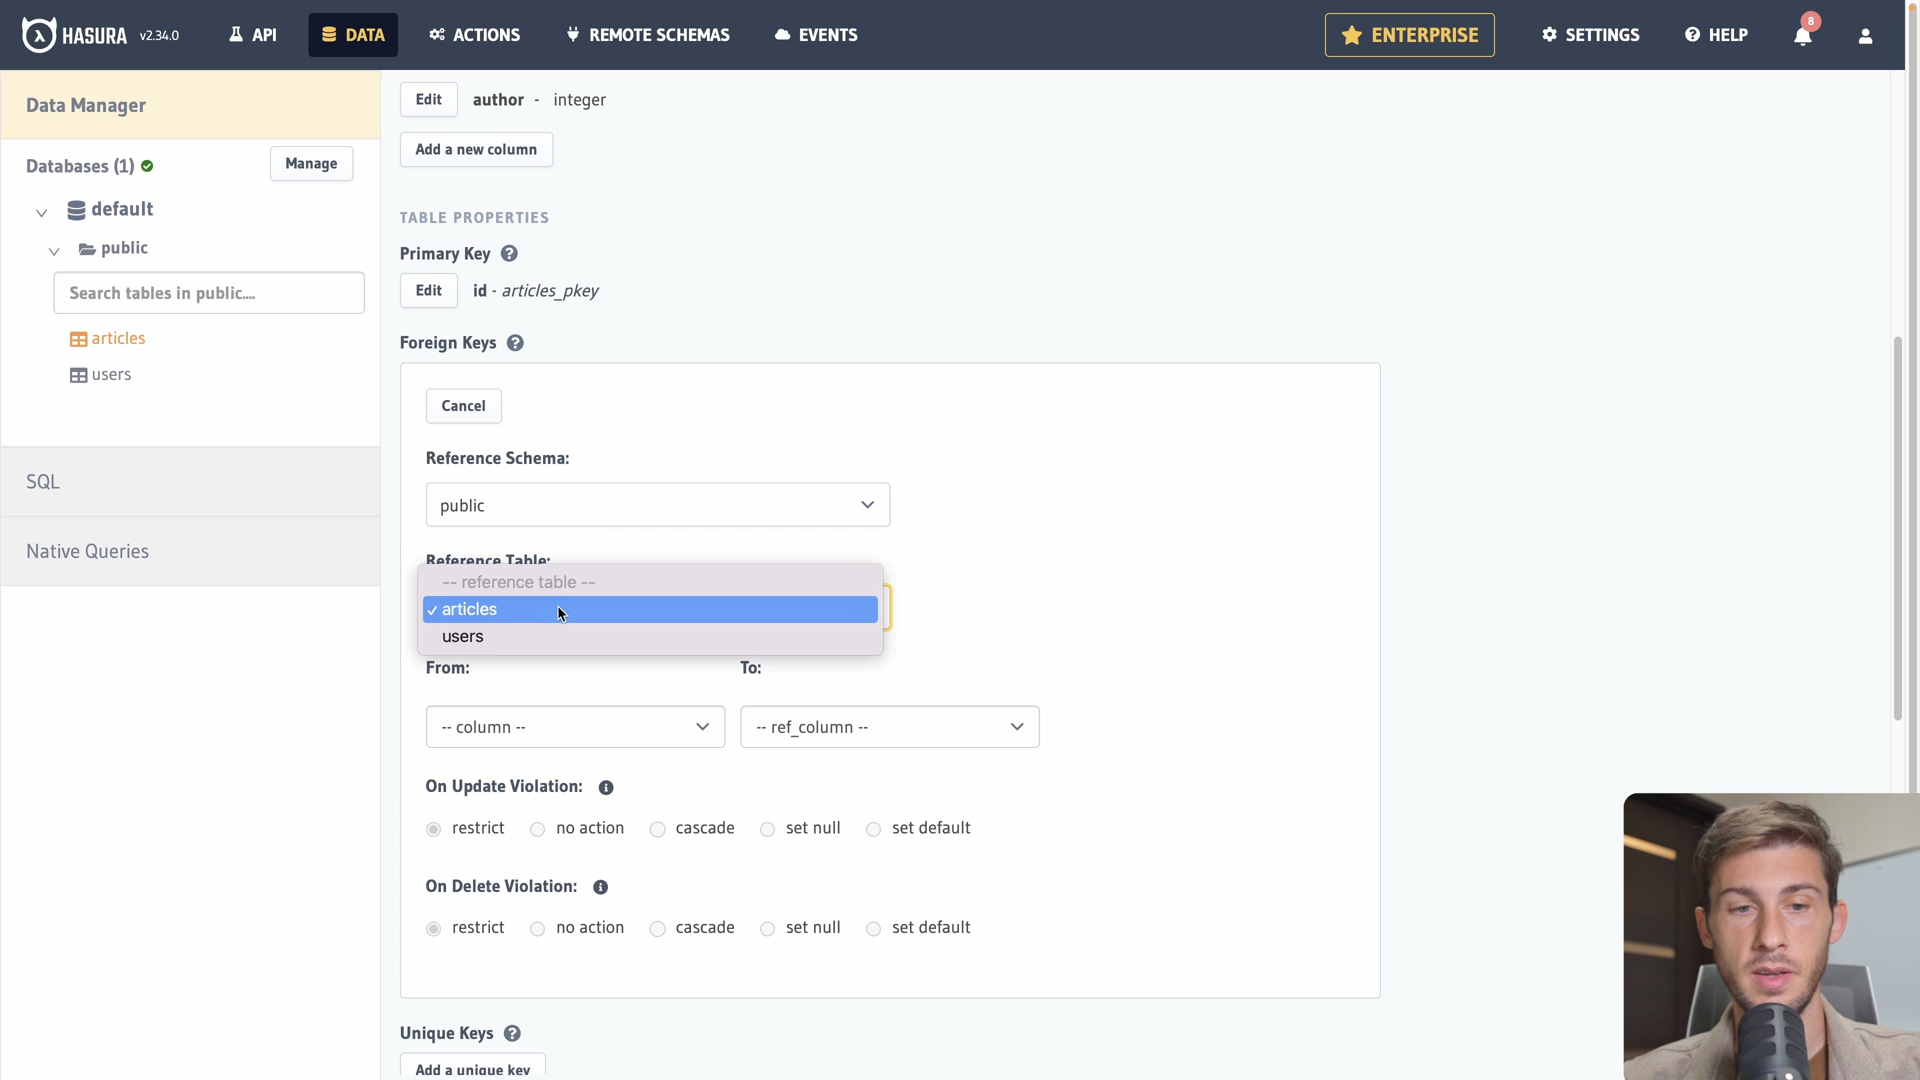 HASURA v2.34.0 API DATA ACTIONS REMOTE SCHEMAS EVENTS ENTERPRISE SETTINGS HELP 8
Data Manager
Databases (1) Manage
default
public
Search tables in public....
articles
users
SQL
Native Queries
Edit author - integer
Add a new column
TABLE PROPERTIES
Primary Key
Edit id - articles_pkey
Foreign Keys
Cancel
Reference Schema:
public
Reference Table:
-- reference table --
✓ articles
users
From: To:
-- column -- -- ref_column --
On Update Violation:
restrict no action cascade set null set default
On Delete Violation:
restrict no action cascade set null set default
Unique Keys
Add a unique key